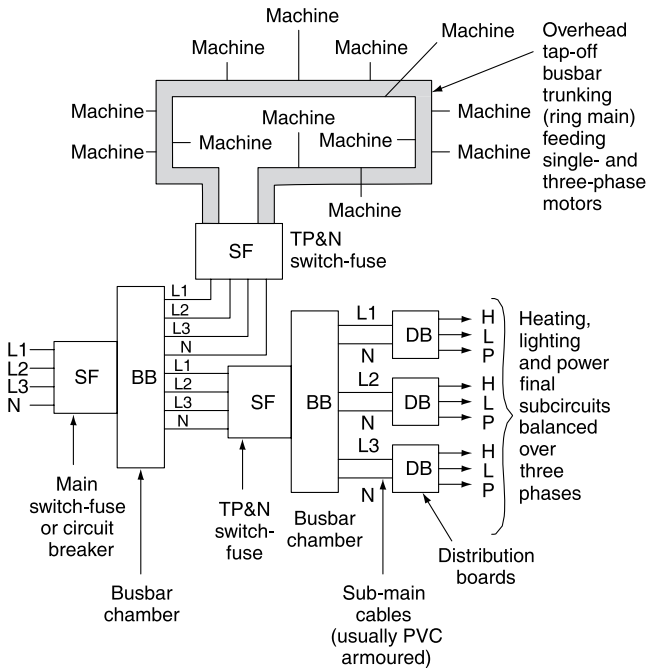 Machine
Machine
Machine
Machine
Machine
Overhead
tap-off
busbar
trunking
(ring main)
feeding
single- and
three-phase
motors
Machine
Machine
Machine
Machine
Machine
Machine
Machine
Machine
SF
TP&N
switch-fuse
L1
L2
L3
N
L1
L2
L3
N
SF
BB
L1
L2
L3
N
SF
BB
L1
N
DB
H
L
P
L2
N
DB
H
L
P
L3
N
DB
H
L
P
Heating,
lighting
and power
final
subcircuits
balanced
over
three
phases
Main
switch-fuse
or circuit
breaker
Busbar
chamber
TP&N
switch-
fuse
Busbar
chamber
Sub-main
cables
(usually PVC
armoured)
Distribution
boards